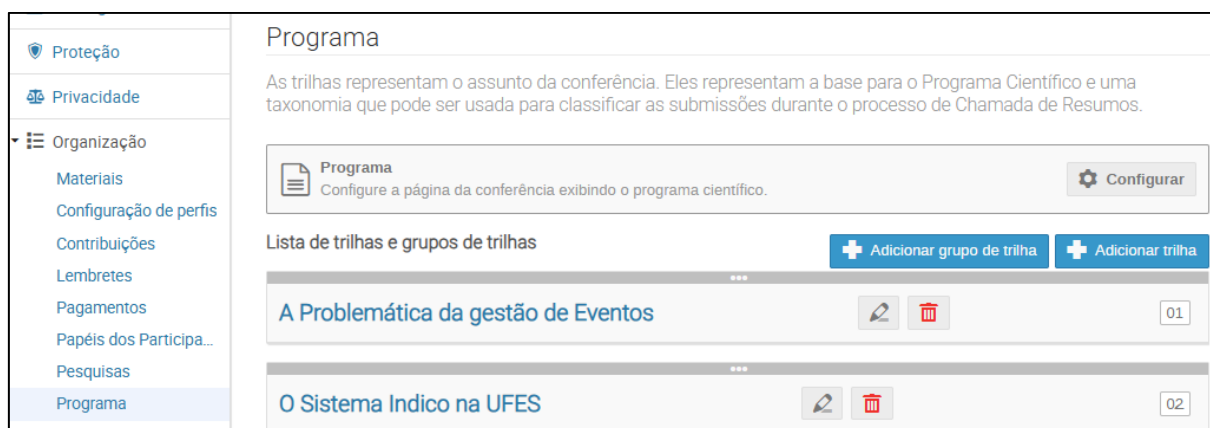 Proteção
Privacidade
Organização
Materiais
Configuração de perfis
Contribuições
Lembretes
Pagamentos
Papéis dos Participa...
Pesquisas
Programa
Programa
As trilhas representam o assunto da conferência. Eles representam a base para o Programa Científico e uma
taxonomia que pode ser usada para classificar as submissões durante o processo de Chamada de Resumos.
Programa
Configure a página da conferência exibindo o programa científico.
Configurar
Lista de trilhas e grupos de trilhas
Adicionar grupo de trilha
Adicionar trilha
A Problemática da gestão de Eventos
01
O Sistema Indico na UFES
02